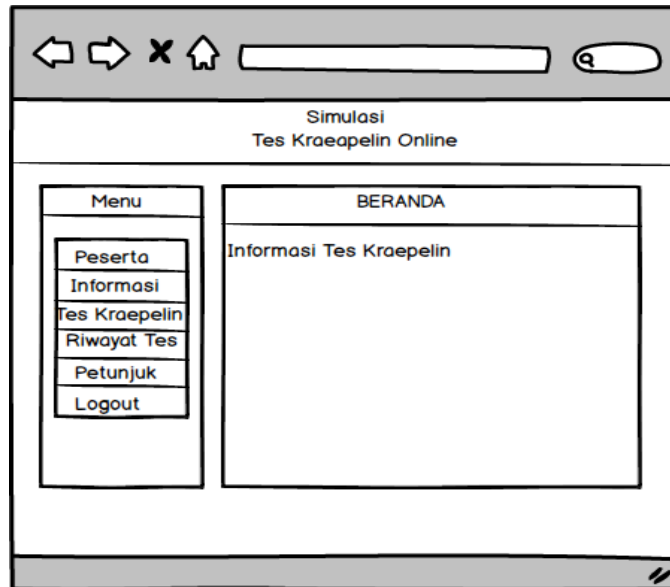 Simulasi
Tes Kraeapelin Online
Menu
Peserta
Informasi
Tes Kraepelin
Riwayat Tes
Petunjuk
Logout
BERANDA
Informasi Tes Kraepelin